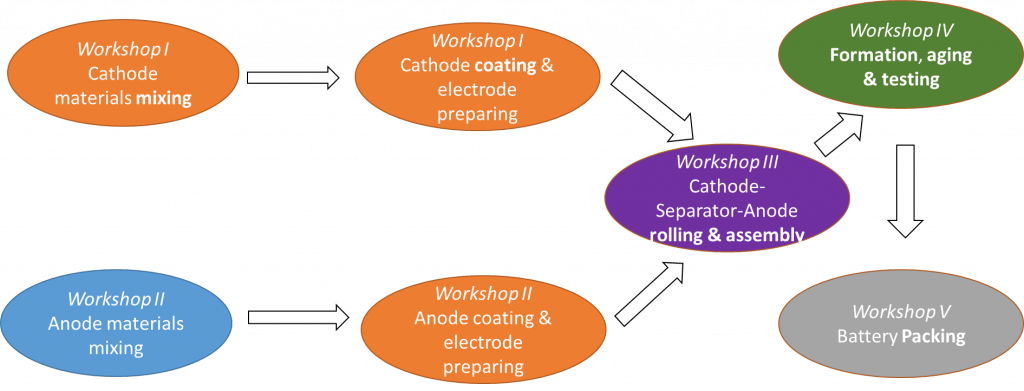 Workshop I
Cathode
materials mixing
Workshop I
Cathode coating &
electrode
preparing
Workshop IV
Formation, aging
& testing
Workshop III
Cathode-
Separator-Anode
rolling & assembly
Workshop II
Anode materials
mixing
Workshop II
Anode coating &
electrode
preparing
Workshop V
Battery Packing